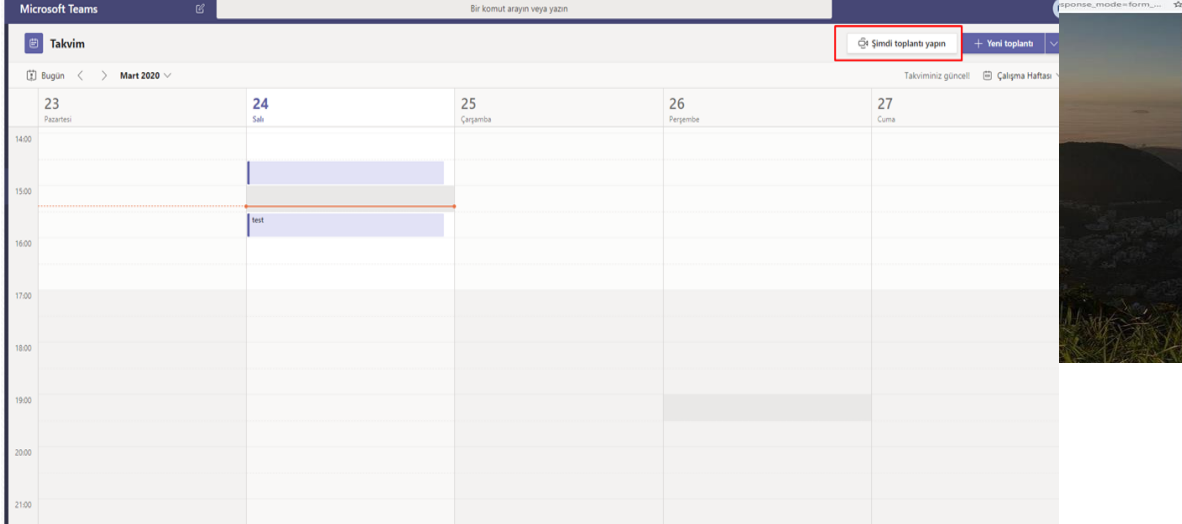 Microsoft Teams
Bir komut arayın veya yazın
sponse_mode=form_...
Takvim
Şimdi toplantı yapın
+ Yeni toplantı
Bugün
Mart 2020
Takviminiz güncel!
Çalışma Haftası
23
Pazartesi
24
Salı
25
Çarşamba
26
Perşembe
27
Cuma
14:00
15:00
test
16:00
17:00
18:00
19:00
20:00
21:00